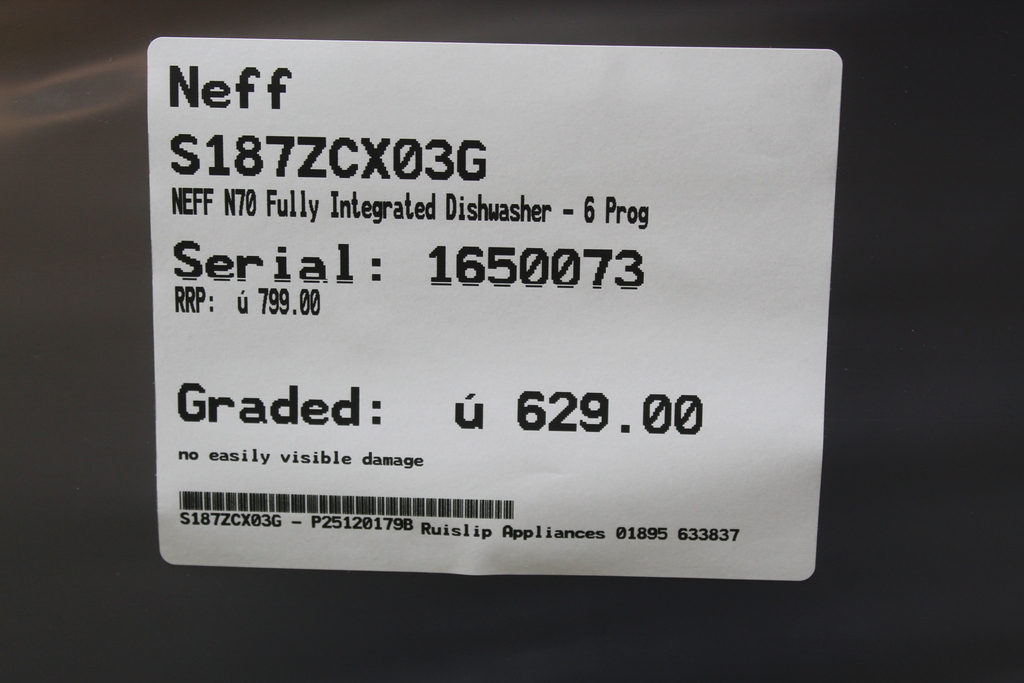 Neff
S187ZCX03G
NEFF N70 Fully Integrated Dishwasher - 6 Prog
Serial: 1650073
RRP: ú 799.00
Graded: ú 629.00
no easily visible damage
S187ZCX03G - P25120179B Ruislip Appliances 01895 633837